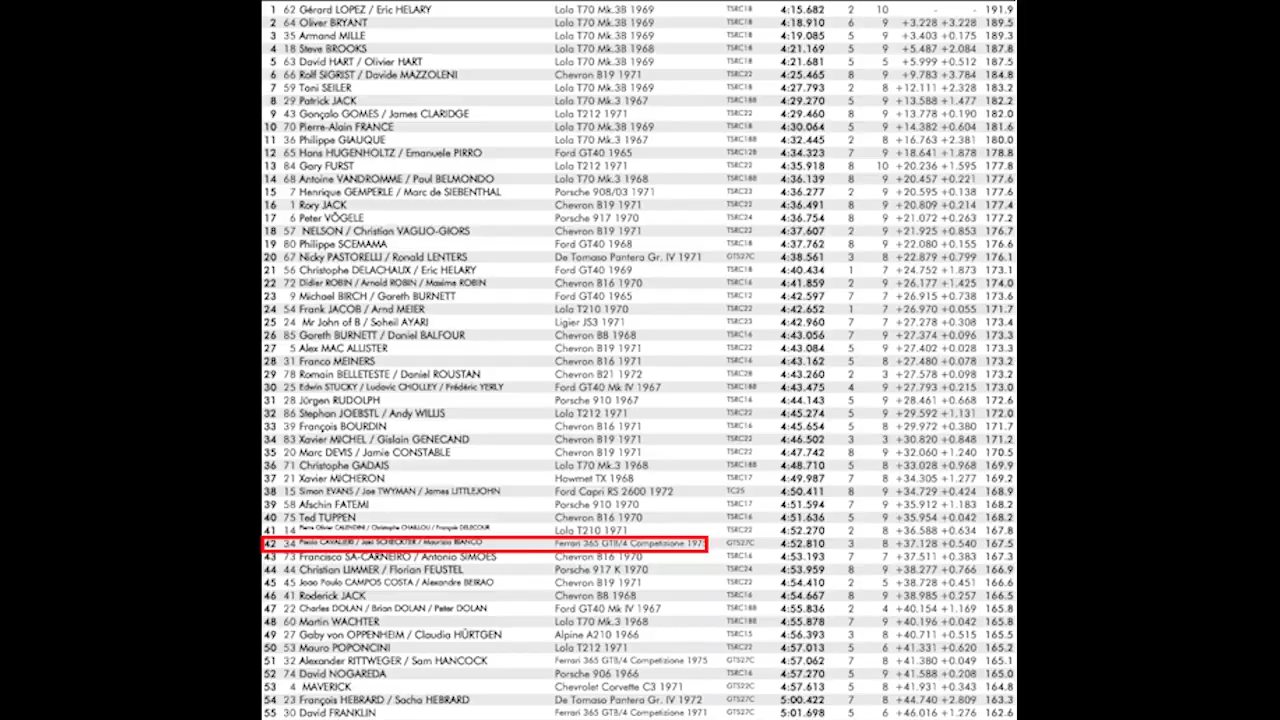 1 62 Gérard LOPEZ / Eric HELARY Lola T70 Mk.3B 1969 TSRC18 4:15.682 2 10 - - 191.9
2 64 Oliver BRYANT Lola T70 Mk.3B 1969 TSRC18 4:18.910 6 9 +3.228 +3.228 189.5
3 35 Armand MILLE Lola T70 Mk.3B 1969 TSRC18 4:19.085 5 9 +3.403 +0.175 189.3
4 18 Steve BROOKS Lola T70 Mk.3B 1968 TSRC18 4:21.169 5 9 +5.487 +2.084 187.8
5 63 David HART / Olivier HART Lola T70 Mk.3B 1969 TSRC18 4:21.681 5 5 +5.999 +0.512 187.5
6 66 Rolf SIGRIST / Davide MAZZOLENI Chevron B19 1971 TSRC22 4:25.465 8 9 +9.783 +3.784 184.8
7 59 Toni SEILER Lola T70 Mk.3B 1969 TSRC18 4:27.793 2 8 +12.111 +2.328 183.2
8 29 Patrick JACK Lola T70 Mk.3 1967 TSRC18B 4:29.270 5 8 +13.588 +1.477 182.2
9 43 Gonçalo GOMES / James CLARIDGE Lola T212 1971 TSRC22 4:29.460 8 9 +13.778 +0.190 182.0
10 70 Pierre-Alain FRANCE Lola T70 Mk.3B 1969 TSRC18 4:30.064 5 9 +14.382 +0.604 181.6
11 36 Philippe GIAUQUE Lola T70 Mk.3 1967 TSRC18B 4:32.445 2 8 +16.763 +2.381 180.0
12 65 Hans HUGENHOLTZ / Emanuele PIRRO Ford GT40 1965 TSRC12B 4:34.323 7 9 +18.641 +1.878 178.8
13 84 Gary FURST Lola T212 1971 TSRC22 4:35.918 8 10 +20.236 +1.595 177.8
14 68 Antoine VANDROMME / Paul BELMONDO Lola T70 Mk.3 1968 TSRC18B 4:36.139 8 9 +20.457 +0.221 177.6
15 7 Henrique GEMPERLE / Marc de SIEBENTHAL Porsche 908/03 1971 TSRC23 4:36.277 2 9 +20.595 +0.138 177.6
16 1 Rory JACK Chevron B19 1971 TSRC22 4:36.491 8 9 +20.809 +0.214 177.4
17 6 Peter VÖGELE Porsche 917 1970 TSRC24 4:36.754 8 9 +21.072 +0.263 177.2
18 57 NELSON / Christian VAGLIO-GIORS Chevron B19 1971 TSRC22 4:37.607 2 9 +21.925 +0.853 176.7
19 80 Philippe SCEMAMA Ford GT40 1968 TSRC18 4:37.762 8 9 +22.080 +0.155 176.6
20 67 Nicky PASTORELLI / Ronald LENTERS De Tomaso Pantera Gr. IV 1971 GTS27C 4:38.561 3 8 +22.879 +0.799 176.1
21 56 Christophe DELACHAUX / Eric HELARY Ford GT40 1969 TSRC18 4:40.434 1 7 +24.752 +1.873 173.1
22 72 Didier ROBIN / Arnold ROBIN / Maxime ROBIN Chevron B16 1970 TSRC16 4:41.859 2 9 +26.177 +1.425 174.0
23 9 Michael BIRCH / Gareth BURNETT Ford GT40 1965 TSRC12 4:42.597 7 7 +26.915 +0.738 173.6
24 54 Frank JACOB / Arnd MEIER Lola T210 1970 TSRC22 4:42.652 1 7 +26.970 +0.055 171.7
25 24 Mr John of B / Soheil AYARI Ligier JS3 1971 TSRC23 4:42.960 7 7 +27.278 +0.308 173.4
26 85 Gareth BURNETT / Daniel BALFOUR Chevron B8 1968 TSRC16 4:43.056 7 9 +27.374 +0.096 173.3
27 5 Alex MAC ALLISTER Chevron B19 1971 TSRC22 4:43.084 5 9 +27.402 +0.028 173.3
28 31 Franco MEINERS Chevron B16 1971 TSRC16 4:43.162 5 8 +27.480 +0.078 173.2
29 78 Romain BELLETESTE / Daniel ROUSTAN Chevron B21 1972 TSRC28 4:43.260 2 3 +27.578 +0.098 173.2
30 25 Edwin STUCKY / Ludovic CHOLLEY / Frédéric YERLY Ford GT40 Mk IV 1967 TSRC18B 4:43.475 4 9 +27.793 +0.215 173.0
31 28 Jürgen RUDOLPH Porsche 910 1967 TSRC16 4:44.143 5 9 +28.461 +0.668 172.6
32 86 Stephan JOEBSTL / Andy WILLIS Lola T212 1971 TSRC22 4:45.274 5 9 +29.592 +1.131 172.0
33 39 François BOURDIN Chevron B16 1971 TSRC16 4:45.654 5 8 +29.972 +0.380 171.7
34 83 Xavier MICHEL / Gislain GENECAND Chevron B19 1971 TSRC22 4:46.502 3 3 +30.820 +0.848 171.2
35 20 Marc DEVIS / Jamie CONSTABLE Chevron B19 1971 TSRC22 4:47.742 8 9 +32.060 +1.240 170.5
36 71 Christophe GADAIS Lola T70 Mk.3 1968 TSRC18B 4:48.710 5 8 +33.028 +0.968 169.9
37 21 Xavier MICHERON Howmet TX 1968 TSRC17 4:49.987 7 8 +34.305 +1.277 169.2
38 15 Simon EVANS / Joe TWYMAN / James LITTLEJOHN Ford Capri RS 2600 1972 TC25 4:50.411 8 9 +34.729 +0.424 168.9
39 58 Afschin FATEMI Porsche 910 1970 TSRC17 4:51.594 5 9 +35.912 +1.183 168.2
40 75 Ted TUPPEN Chevron B16 1970 TSRC16 4:51.636 5 9 +35.954 +0.042 168.2
41 14 Pierre Olivier CALENDINI / Christophe CHAILLOU / François DELECOUR Lola T210 1971 TSRC22 4:52.270 1 8 +36.588 +0.634 167.8
42 34 Paolo CAVALIERI / Jaki SCHECKTER / Maurizio BIANCO Ferrari 365 GTB/4 Competizione 1971 GTS27C 4:52.810 3 8 +37.128 +0.540 167.5
43 73 Francisco SA-CARNEIRO / Antonio SIMOES Chevron B16 1970 TSRC16 4:53.193 7 7 +37.511 +0.383 167.3
44 44 Christian LIMMER / Florian FEUSTEL Porsche 917 K 1970 TSRC24 4:53.959 8 9 +38.277 +0.766 166.9
45 45 Joao Paulo CAMPOS COSTA / Alexandre BEIRAO Chevron B19 1971 TSRC22 4:54.410 2 5 +38.728 +0.451 166.6
46 41 Roderick JACK Chevron B8 1968 TSRC16 4:54.667 8 9 +38.985 +0.257 166.5
47 22 Charles DOLAN / Brian DOLAN / Peter DOLAN Ford GT40 Mk IV 1967 TSRC18B 4:55.836 2 4 +40.154 +1.169 165.8
48 60 Martin WACHTER Lola T70 Mk.3 1968 TSRC18B 4:55.878 7 9 +40.196 +0.042 165.8
49 27 Gaby von OPPENHEIM / Claudia HÜRTGEN Alpine A210 1966 TSRC15 4:56.393 3 8 +40.711 +0.515 165.5
50 53 Mauro POPONCINI Lola T212 1971 TSRC22 4:57.013 5 6 +41.331 +0.620 165.2
51 32 Alexander RITTWEGER / Sam HANCOCK Ferrari 365 GTB/4 Competizione 1975 GTS27C 4:57.062 7 8 +41.380 +0.049 165.1
52 74 David NOGAREDA Porsche 906 1966 TSRC14 4:57.270 5 9 +41.588 +0.208 165.0
53 4 MAVERICK Chevrolet Corvette C3 1971 GTS22C 4:57.613 5 8 +41.931 +0.343 164.8
54 23 François HEBRARD / Sacha HEBRARD De Tomaso Pantera Gr. IV 1972 GTS27C 5:00.422 7 8 +44.740 +2.809 163.3
55 30 David FRANKLIN Ferrari 365 GTB/4 Competizione 1971 GTS27C 5:01.698 5 6 +46.016 +1.276 162.6